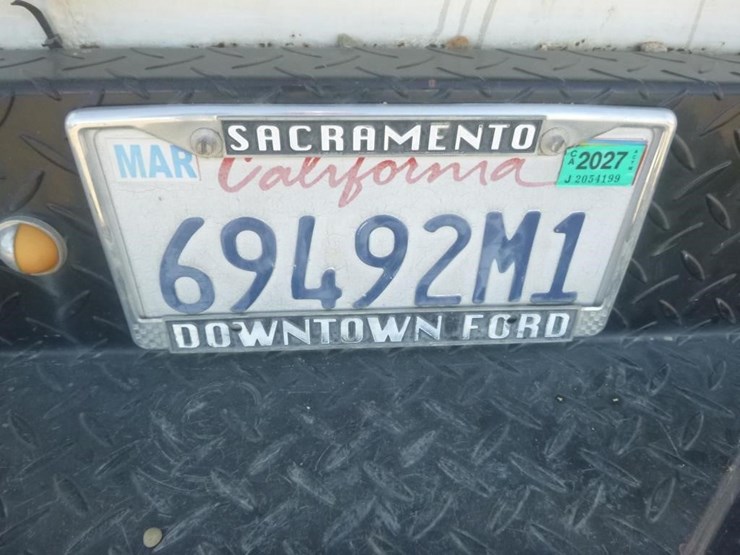 SACRAMENTO
MAR
California
CA 2027
J 2054199
69492M1
DOWNTOWN FORD